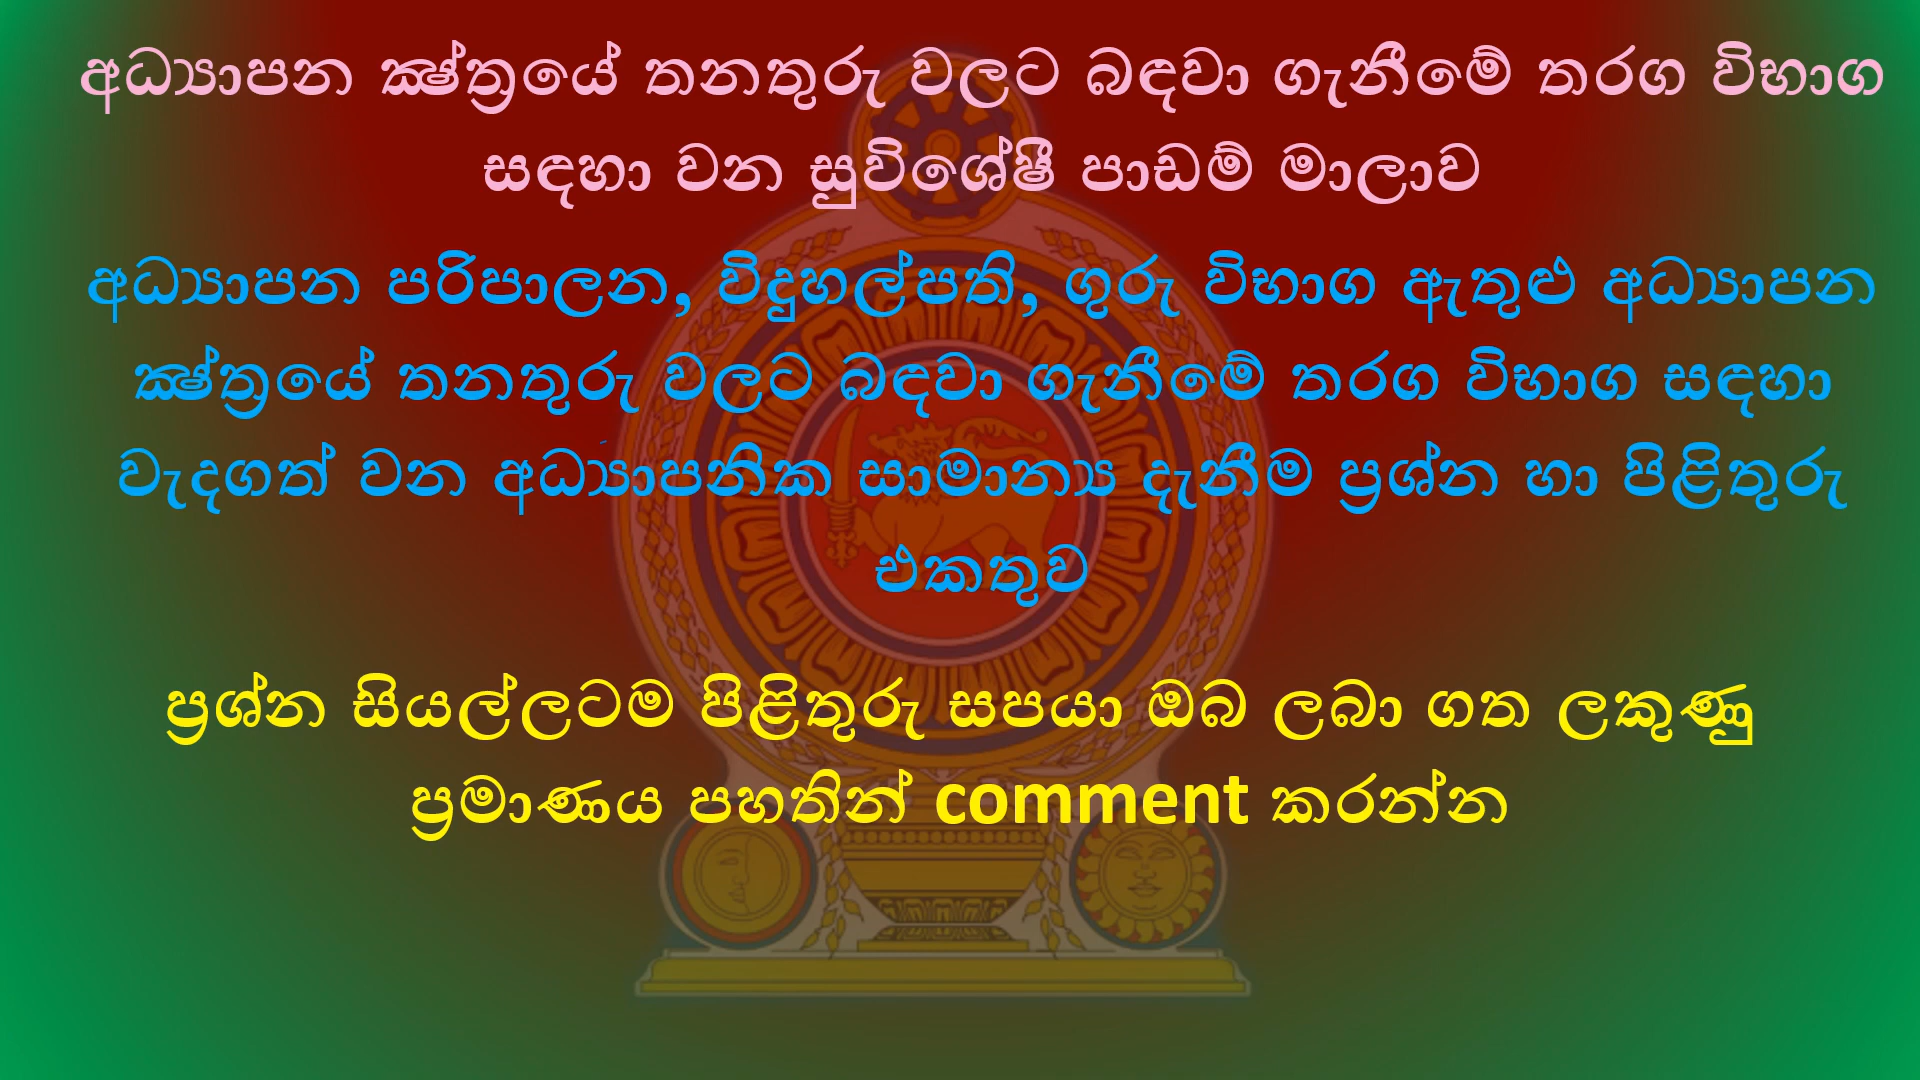 අධ්‍යාපන ක්‍ෂ්ත්‍රයේ තනතුරු වලට බඳවා ගැනීමේ තරග විභාග
සඳහා වන සුවිශේෂී පාඩම් මාලාව
අධ්‍යාපන පරිපාලන, විදුහල්පති, ගුරු විභාග ඇතුළු අධ්‍යාපන
ක්‍ෂ්ත්‍රයේ තනතුරු වලට බඳවා ගැනීමේ තරග විභාග සඳහා
වැදගත් වන අධ්‍යාපනික සාමාන්‍ය දැනීම ප්‍රශ්න හා පිළිතුරු
එකතුව
ප්‍රශ්න සියල්ලටම පිළිතුරු සපයා ඔබ ලබා ගත ලකුණු
ප්‍රමාණය පහතින් comment කරන්න